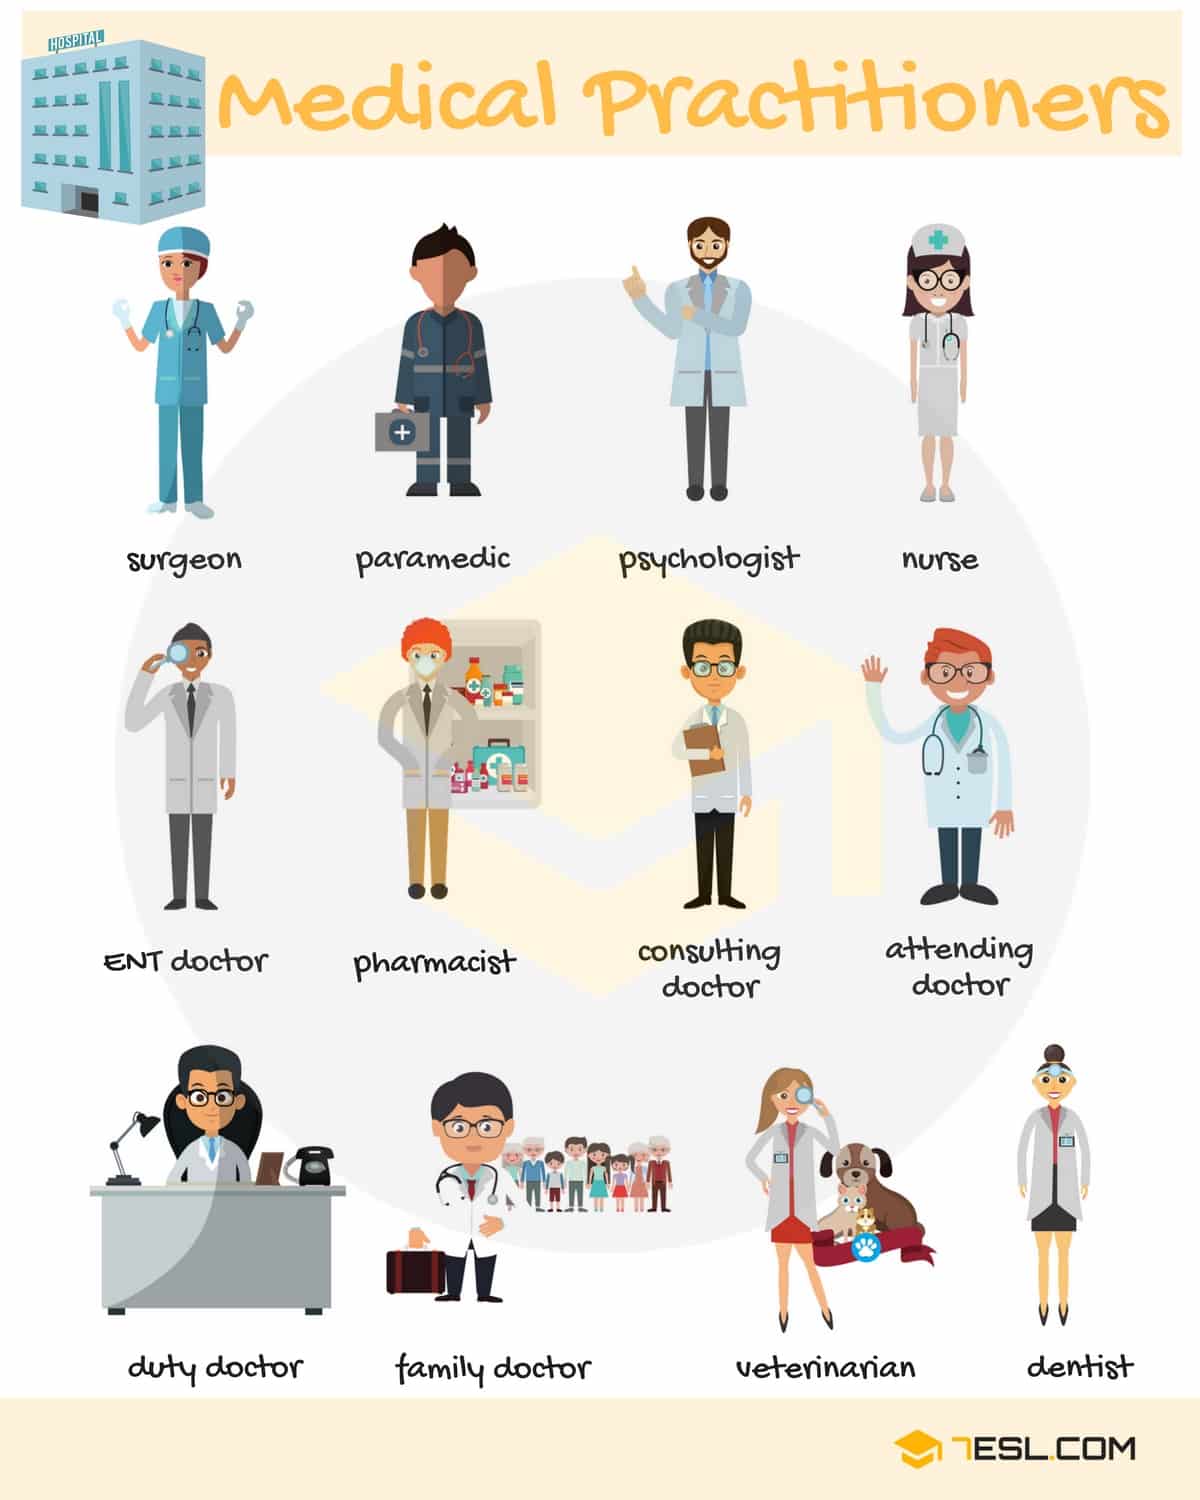 HOSPITAL
Medical Practitioners
surgeon
paramedic
psychologist
nurse
ENT doctor
pharmacist
consulting
doctor
attending
doctor
duty doctor
family doctor
veterinarian
dentist
7ESL.COM